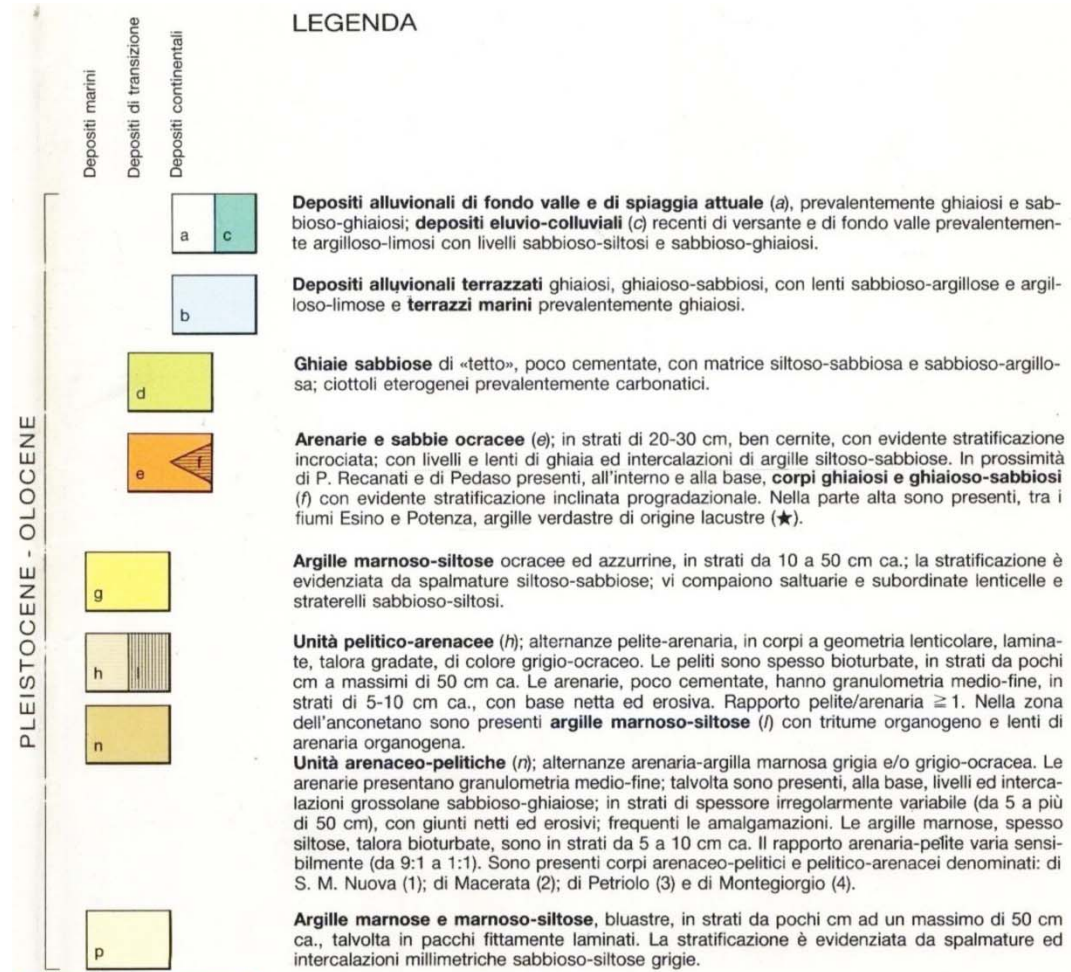 LEGENDA
Depositi marini
Depositi di transizione
Depositi continentali
PLEISTOCENE - OLOCENE
a c
Depositi alluvionali di fondo valle e di spiaggia attuale (a), prevalentemente ghiaiosi e sab-
bioso-ghiaiosi; depositi eluvio-colluviali (c) recenti di versante e di fondo valle prevalentemen-
te argilloso-limosi con livelli sabbioso-siltosi e sabbioso-ghiaiosi.
b
Depositi alluvionali terrazzati ghiaiosi, ghiaioso-sabbiosi, con lenti sabbioso-argillose e argil-
loso-limose e terrazzi marini prevalentemente ghiaiosi.
d
Ghiaie sabbiose di «tetto», poco cementate, con matrice siltoso-sabbiosa e sabbioso-argillo-
sa; ciottoli eterogenei prevalentemente carbonatici.
e f
Arenarie e sabbie ocracee (e); in strati di 20-30 cm, ben cernite, con evidente stratificazione
incrociata; con livelli e lenti di ghiaia ed intercalazioni di argille siltoso-sabbiose. In prossimità
di P. Recanati e di Pedaso presenti, all'interno e alla base, corpi ghiaiosi e ghiaioso-sabbiosi
(f) con evidente stratificazione inclinata progradazionale. Nella parte alta sono presenti, tra i
fiumi Esino e Potenza, argille verdastre di origine lacustre (★).
g
Argille marnoso-siltose ocracee ed azzurrine, in strati da 10 a 50 cm ca.; la stratificazione è
evidenziata da spalmature siltoso-sabbiose; vi compaiono saltuarie e subordinate lenticelle e
straterelli sabbioso-siltosi.
h l
Unità pelitico-arenacee (h); alternanze pelite-arenaria, in corpi a geometria lenticolare, lamina-
te, talora gradate, di colore grigio-ocraceo. Le peliti sono spesso bioturbate, in strati da pochi
cm a massimi di 50 cm ca. Le arenarie, poco cementate, hanno granulometria medio-fine, in
strati di 5-10 cm ca., con base netta ed erosiva. Rapporto pelite/arenaria ≧ 1. Nella zona
dell'anconetano sono presenti argille marnoso-siltose (l) con tritume organogeno e lenti di
arenaria organogena.
n
Unità arenaceo-pelitiche (n); alternanze arenaria-argilla marnosa grigia e/o grigio-ocracea. Le
arenarie presentano granulometria medio-fine; talvolta sono presenti, alla base, livelli ed interca-
lazioni grossolane sabbioso-ghiaiose; in strati di spessore irregolarmente variabile (da 5 a più
di 50 cm), con giunti netti ed erosivi; frequenti le amalgamazioni. Le argille marnose, spesso
siltose, talora bioturbate, sono in strati da 5 a 10 cm ca. Il rapporto arenaria-pelite varia sensi-
bilmente (da 9:1 a 1:1). Sono presenti corpi arenaceo-pelitici e pelitico-arenacei denominati: di
S. M. Nuova (1); di Macerata (2); di Petriolo (3) e di Montegiorgio (4).
p
Argille marnose e marnoso-siltose, bluastre, in strati da pochi cm ad un massimo di 50 cm
ca., talvolta in pacchi fittamente laminati. La stratificazione è evidenziata da spalmature ed
intercalazioni millimetriche sabbioso-siltose grigie.